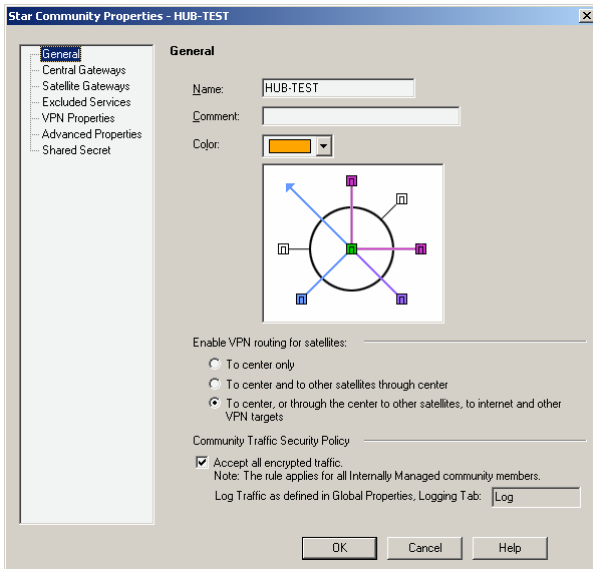 Star Community Properties - HUB-TEST
General
Central Gateways
Satellite Gateways
Excluded Services
VPN Properties
Advanced Properties
Shared Secret
General
Name: HUB-TEST
Comment:
Color:
Enable VPN routing for satellites:
To center only
To center and to other satellites through center
To center, or through the center to other satellites, to internet and other
VPN targets
Community Traffic Security Policy
Accept all encrypted traffic.
Note: The rule applies for all Internally Managed community members.
Log Traffic as defined in Global Properties, Logging Tab: Log
OK Cancel Help